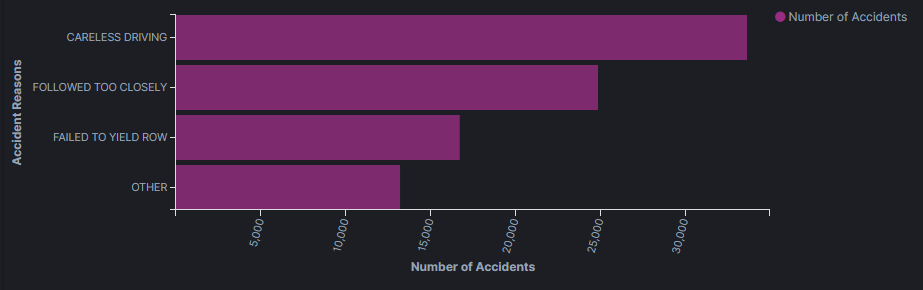 Number of Accidents
Accident Reasons
CARELESS DRIVING
FOLLOWED TOO CLOSELY
FAILED TO YIELD ROW
OTHER
5,000
10,000
15,000
20,000
25,000
30,000
Number of Accidents